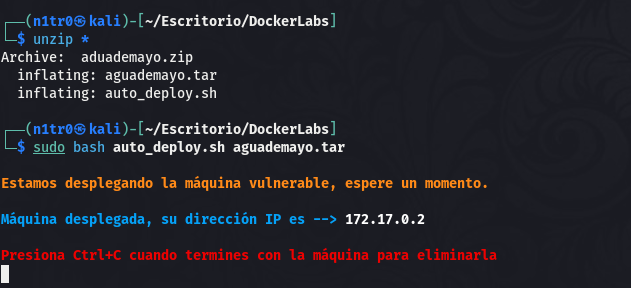 ┌──(n1tr0㉿kali)-[~/Escritorio/DockerLabs]
└─$ unzip *
Archive:  aduademayo.zip
  inflating: aguademayo.tar
  inflating: auto_deploy.sh
┌──(n1tr0㉿kali)-[~/Escritorio/DockerLabs]
└─$ sudo bash auto_deploy.sh aguademayo.tar
Estamos desplegando la máquina vulnerable, espere un momento.
Máquina desplegada, su dirección IP es --> 172.17.0.2
Presiona Ctrl+C cuando termines con la máquina para eliminarla